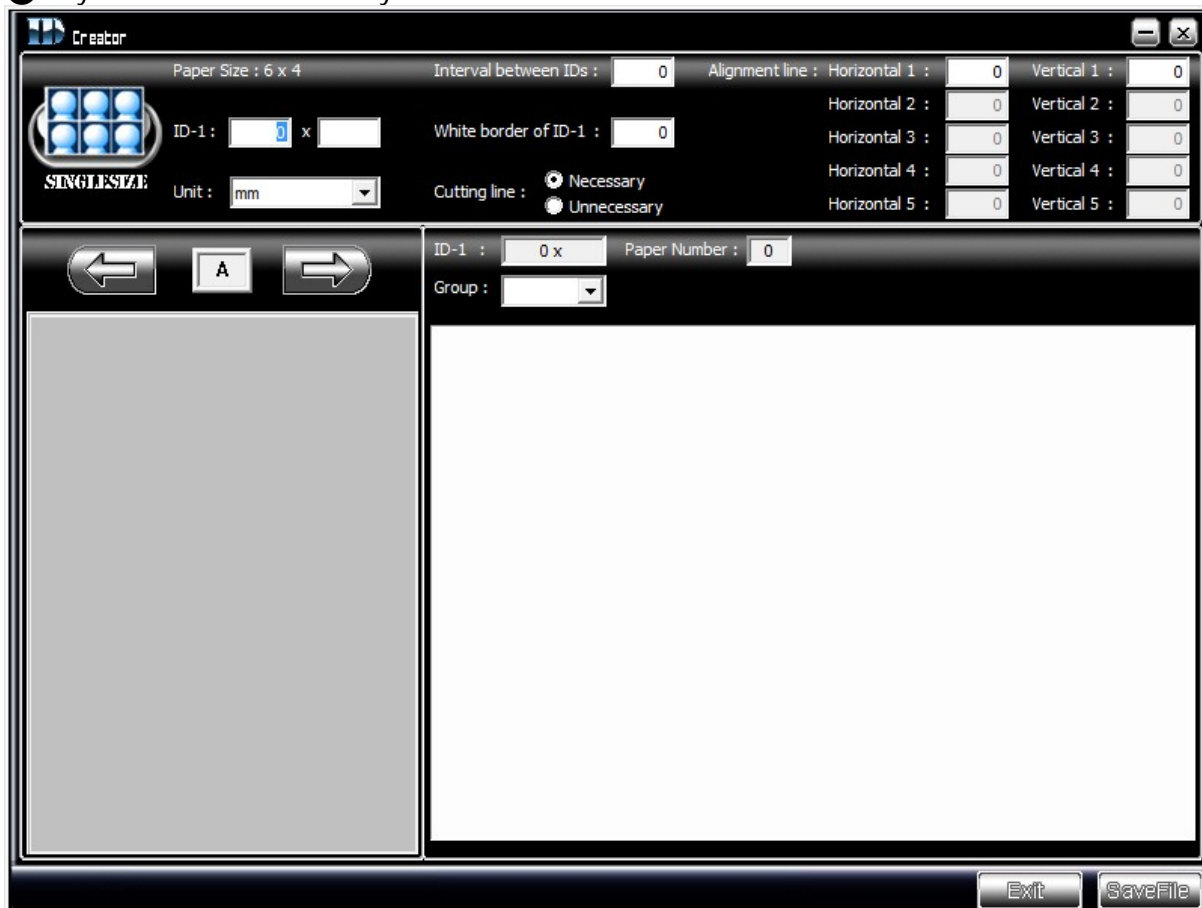 ID Creator
Paper Size : 6 x 4
Interval between IDs : 0
Alignment line : Horizontal 1 : 0 Vertical 1 : 0
Horizontal 2 : 0 Vertical 2 : 0
ID-1 : 0 x
White border of ID-1 : 0
Horizontal 3 : 0 Vertical 3 : 0
SINGLESIZE
Unit : mm
Cutting line : Necessary
Unnecessary
Horizontal 4 : 0 Vertical 4 : 0
Horizontal 5 : 0 Vertical 5 : 0
A
ID-1 : 0 x Paper Number : 0
Group :
Exit SaveFile